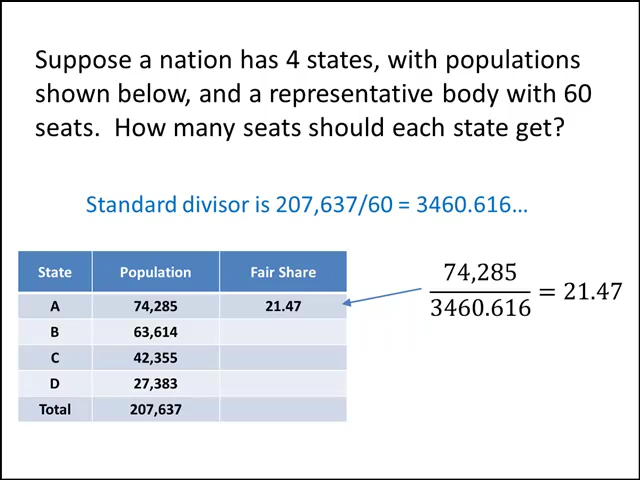 Suppose a nation has 4 states, with populations
shown below, and a representative body with 60
seats.  How many seats should each state get?
Standard divisor is 207,637/60 = 3460.616…
State Population Fair Share
A 74,285 21.47
B 63,614
C 42,355
D 27,383
Total 207,637
74,285
3460.616 = 21.47